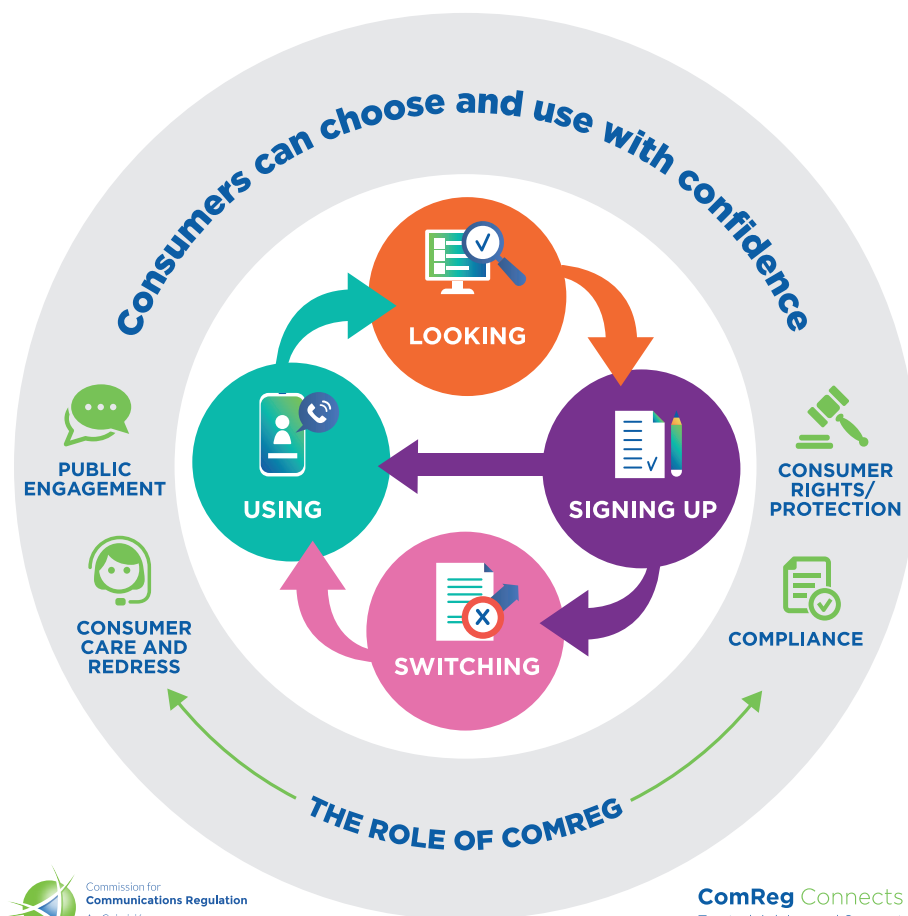 Consumers can choose and use with confidence
LOOKING
PUBLIC
ENGAGEMENT
USING
SIGNING UP
CONSUMER
RIGHTS/
PROTECTION
CONSUMER
CARE AND
REDRESS
SWITCHING
COMPLIANCE
THE ROLE OF COMREG
Commission for
Communications Regulation
ComReg Connects